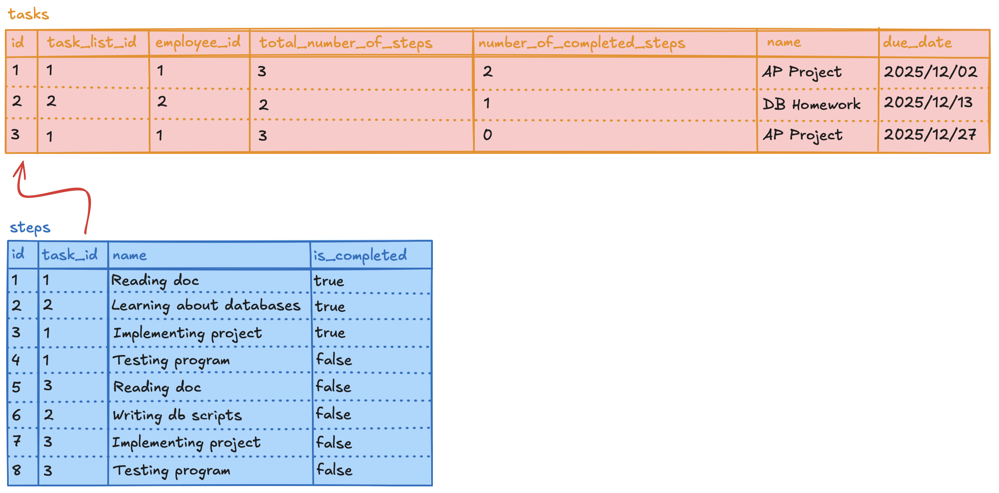 tasks
id task_list_id employee_id total_number_of_steps number_of_completed_steps name due_date
1 1 1 3 2 AP Project 2025/12/02
2 2 2 2 1 DB Homework 2025/12/13
3 1 1 3 0 AP Project 2025/12/27
steps
id task_id name is_completed
1 1 Reading doc true
2 2 Learning about databases true
3 1 Implementing project true
4 1 Testing program false
5 3 Reading doc false
6 2 Writing db scripts false
7 3 Implementing project false
8 3 Testing program false